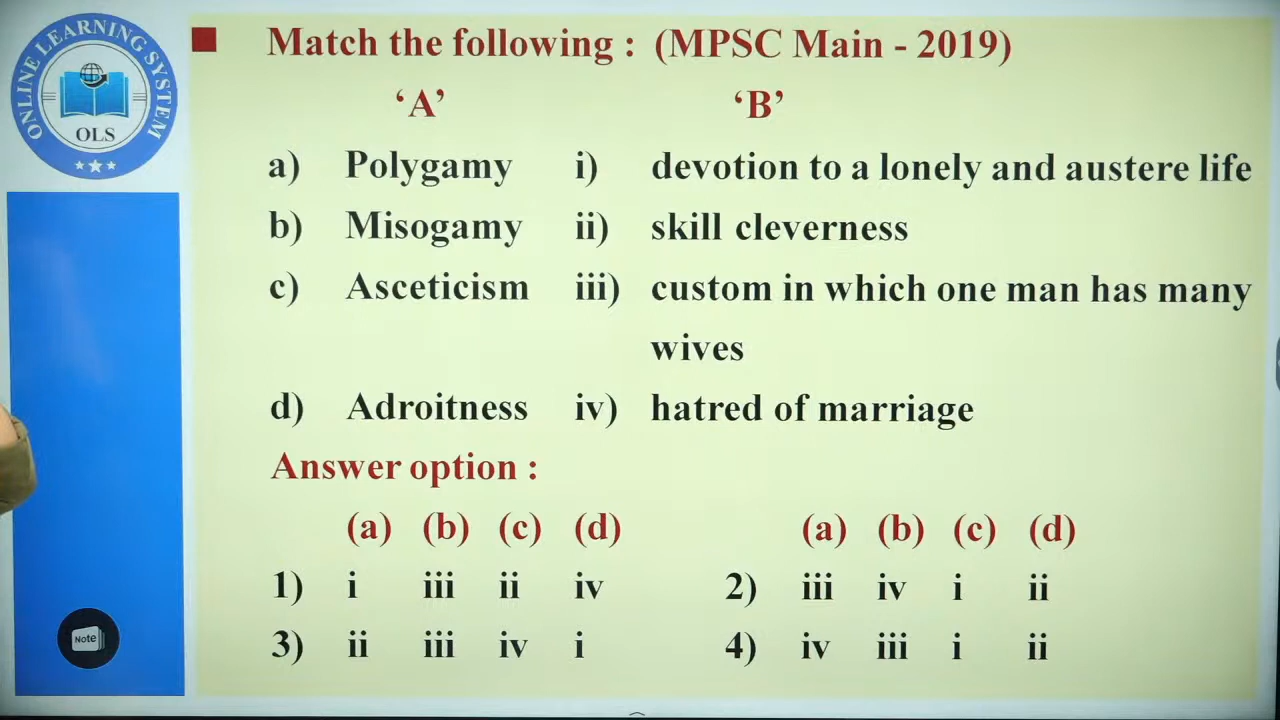 ONLINE LEARNING SYSTEM
OLS
■ Match the following : (MPSC Main - 2019)
‘A’ ‘B’
a) Polygamy i) devotion to a lonely and austere life
b) Misogamy ii) skill cleverness
c) Asceticism iii) custom in which one man has many
wives
d) Adroitness iv) hatred of marriage
Answer option :
(a) (b) (c) (d) (a) (b) (c) (d)
1) i iii ii iv 2) iii iv i ii
3) ii iii iv i 4) iv iii i ii
Note